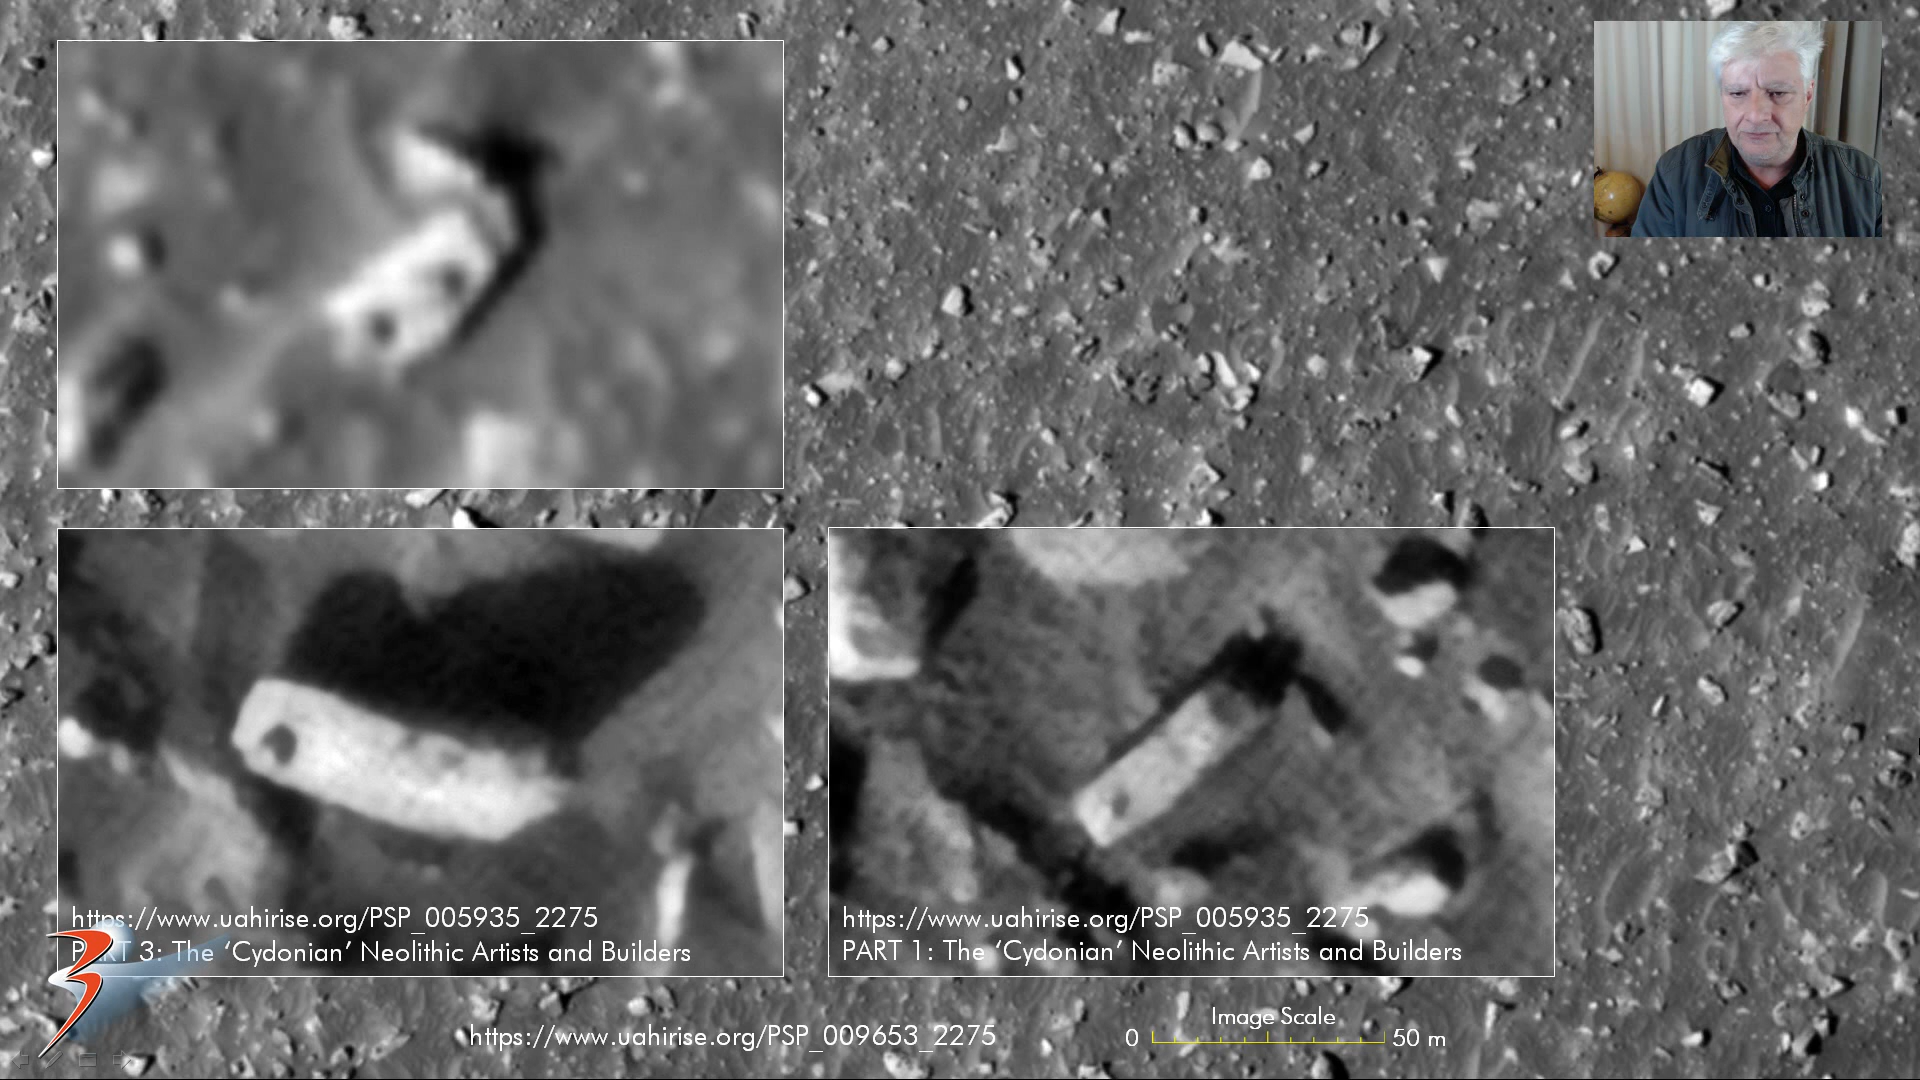 https://www.uahirise.org/PSP_005935_2275
PART 3: The ‘Cydonian’ Neolithic Artists and Builders
https://www.uahirise.org/PSP_005935_2275
PART 1: The ‘Cydonian’ Neolithic Artists and Builders
https://www.uahirise.org/PSP_009653_2275
Image Scale
0 50 m